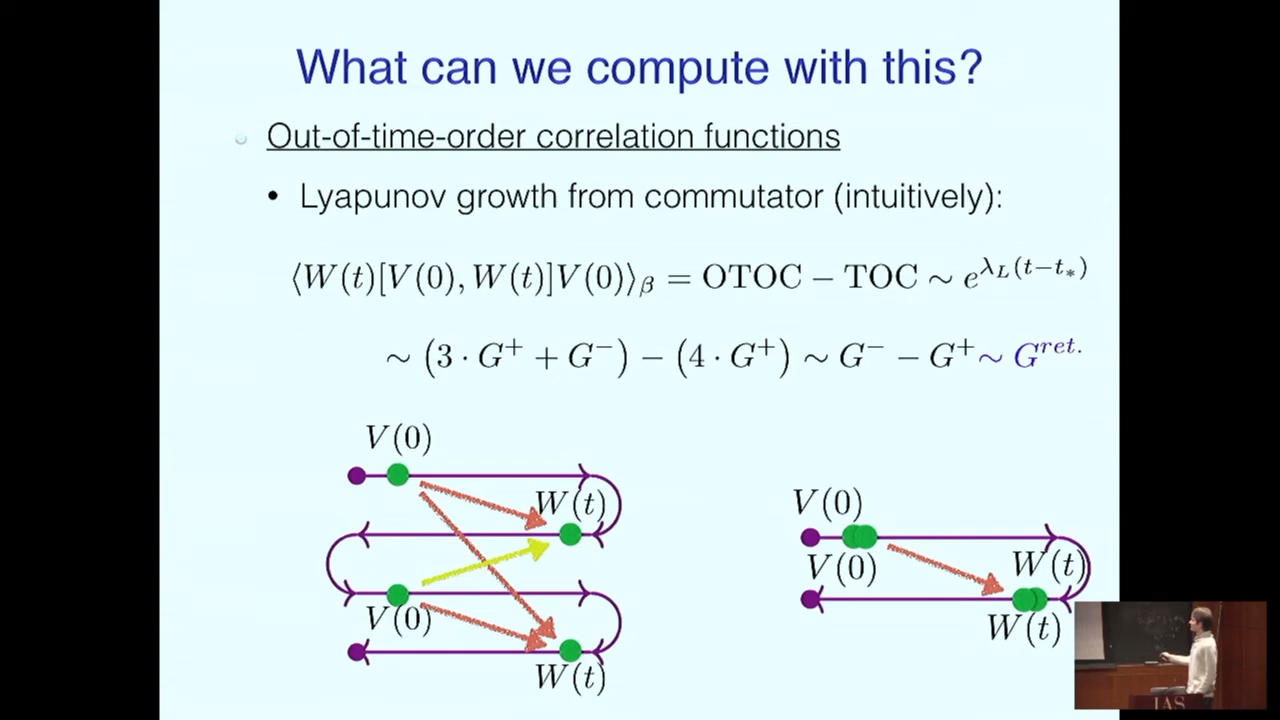 What can we compute with this?
Out-of-time-order correlation functions
• Lyapunov growth from commutator (intuitively):
⟨W(t)[V(0), W(t)]V(0)⟩_β = OTOC − TOC ∼ e^{λ_L(t−t_*)}
∼ (3 · G⁺ + G⁻) − (4 · G⁺) ∼ G⁻ − G⁺ ∼ G^{ret.}
V(0)
W(t)
V(0)
W(t)
V(0)
V(0)
W(t)
W(t)
IAS